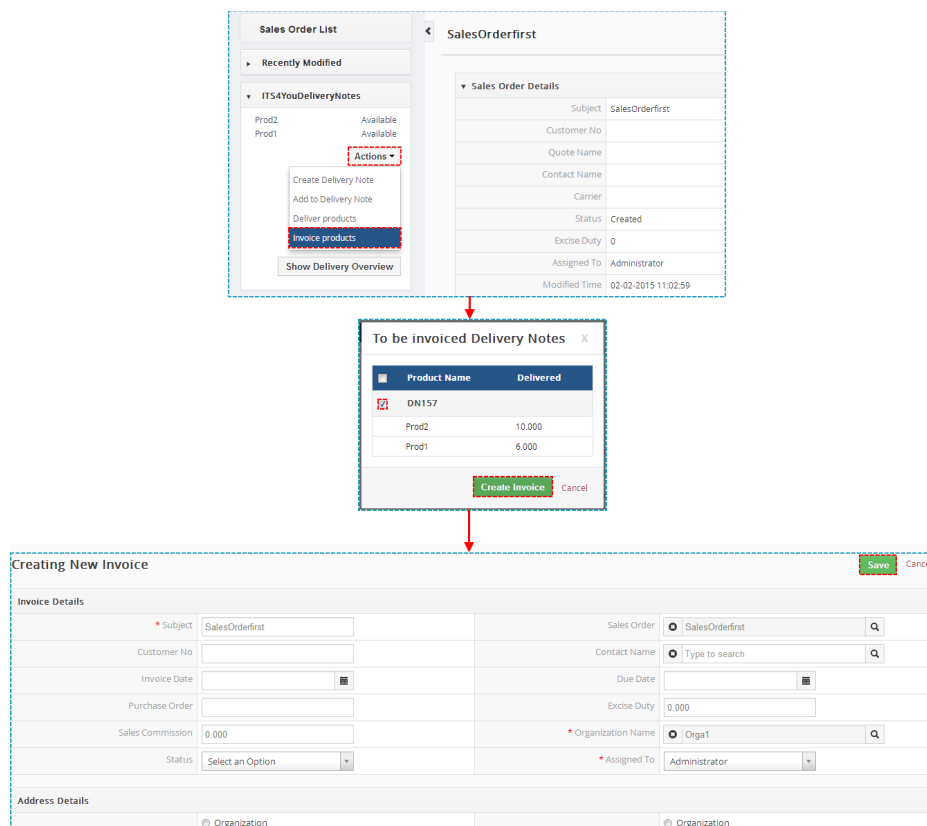 Sales Order List
Recently Modified
ITS4YouDeliveryNotes
Prod2 Available
Prod1 Available
Actions
Create Delivery Note
Add to Delivery Note
Deliver products
Invoice products
Show Delivery Overview
SalesOrderfirst
Sales Order Details
Subject SalesOrderfirst
Customer No
Quote Name
Contact Name
Carrier
Status Created
Excise Duty 0
Assigned To Administrator
Modified Time 02-02-2015 11:02:59
To be invoiced Delivery Notes X
Product Name Delivered
DN157
Prod2 10.000
Prod1 6.000
Create Invoice Cancel
Creating New Invoice Save Cance
Invoice Details
* Subject SalesOrderfirst Sales Order SalesOrderfirst
Customer No Contact Name Type to search
Invoice Date Due Date
Purchase Order Excise Duty 0.000
Sales Commission 0.000 * Organization Name Orga1
Status Select an Option * Assigned To Administrator
Address Details
Organization Organization